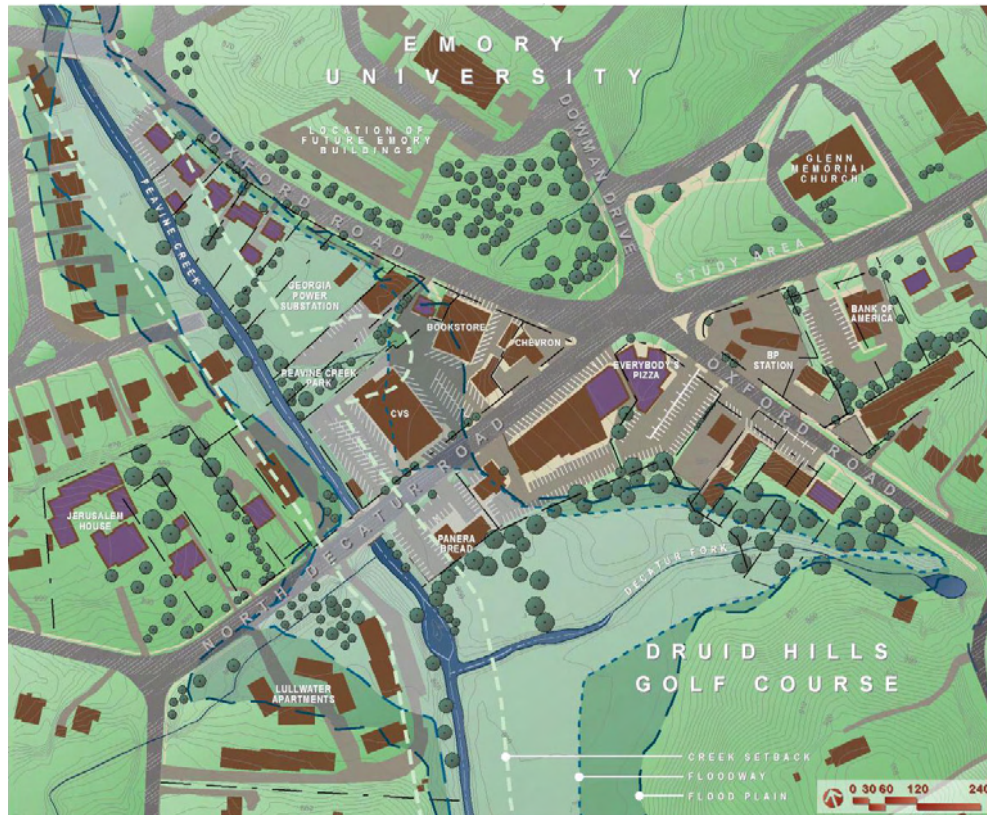 EMORY
UNIVERSITY
LOCATION OF
FUTURE EMORY
BUILDINGS
DOWMAN DRIVE
GLENN
MEMORIAL
CHURCH
OXFORD ROAD
PEAVINE CREEK
STUDY AREA
GEORGIA
POWER
SUBSTATION
BOOKSTORE
CHEVRON
BANK OF
AMERICA
BP
STATION
EVERYBODY'S
PIZZA
PEAVINE CREEK
PARK
CVS
OXFORD ROAD
JERUSALEM
HOUSE
PANERA
BREAD
NORTH DECATUR ROAD
DECATUR FORK
DRUID HILLS
GOLF COURSE
LULLWATER
APARTMENTS
CREEK SETBACK
FLOODWAY
FLOOD PLAIN
0 30 60 120 240